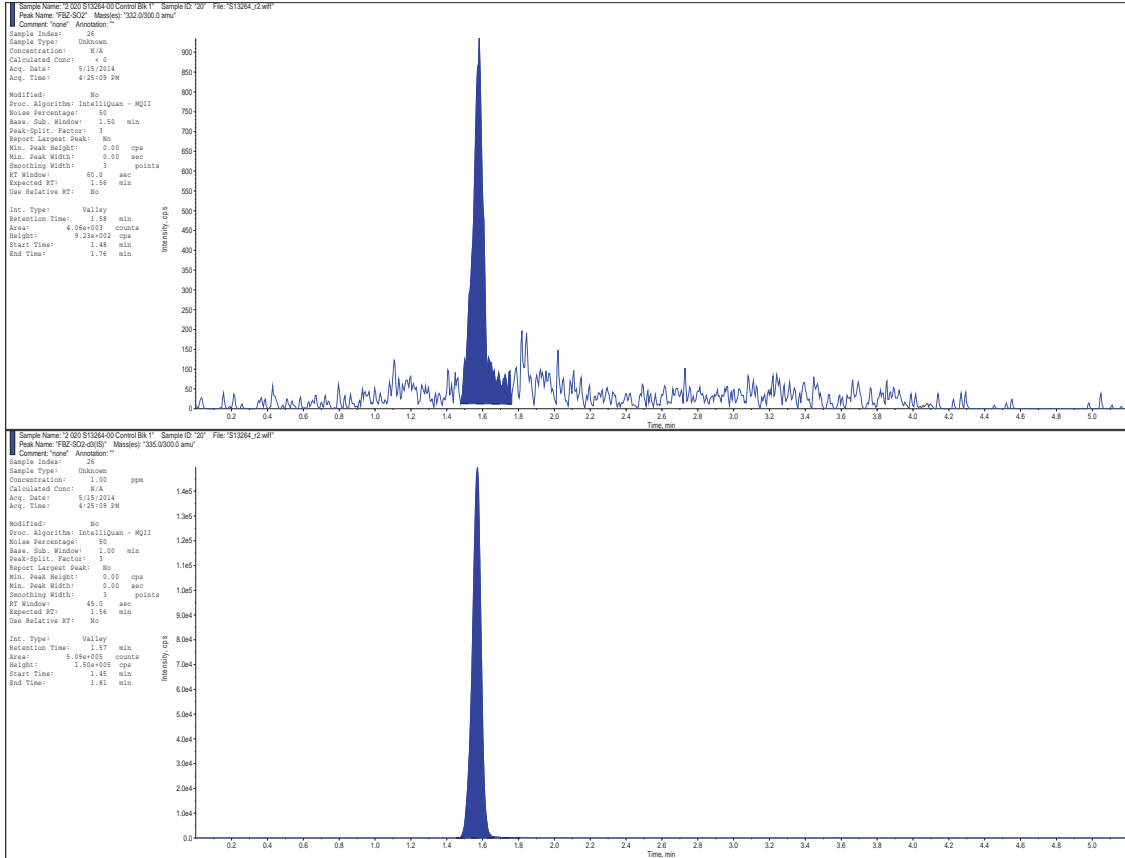 Sample Name: "2 020 S13264-00 Control Blk 1" Sample ID: "20" File: "S13264_r2.wiff"
Peak Name: "FBZ-SO2" Mass(es): "332.0/300.0 amu"
Comment: "none" Annotation: ""
Sample Index: 26
Sample Type: Unknown
Concentration: N/A
Calculated Conc: < 0
Acq. Date: 5/15/2014
Acq. Time: 4:25:09 PM
Modified: No
Proc. Algorithm: IntelliQuan - MQII
Noise Percentage: 50
Base. Sub. Window: 1.50 min
Peak-Split. Factor: 3
Report Largest Peak: No
Min. Peak Height: 0.00 cps
Min. Peak Width: 0.00 sec
Smoothing Width: 3 points
RT Window: 60.0 sec
Expected RT: 1.56 min
Use Relative RT: No
Int. Type: Valley
Retention Time: 1.58 min
Area: 4.06e+003 counts
Height: 9.23e+002 cps
Start Time: 1.48 min
End Time: 1.76 min
Intensity, cps
900
850
800
750
700
650
600
550
500
450
400
350
300
250
200
150
100
50
0
0.2 0.4 0.6 0.8 1.0 1.2 1.4 1.6 1.8 2.0 2.2 2.4 2.6 2.8 3.0 3.2 3.4 3.6 3.8 4.0 4.2 4.4 4.6 4.8 5.0
Time, min
Sample Name: "2 020 S13264-00 Control Blk 1" Sample ID: "20" File: "S13264_r2.wiff"
Peak Name: "FBZ-SO2-d3(IS)" Mass(es): "335.0/300.0 amu"
Comment: "none" Annotation: ""
Sample Index: 26
Sample Type: Unknown
Concentration: 1.00 ppm
Calculated Conc: N/A
Acq. Date: 5/15/2014
Acq. Time: 4:25:09 PM
Modified: No
Proc. Algorithm: IntelliQuan - MQII
Noise Percentage: 50
Base. Sub. Window: 1.00 min
Peak-Split. Factor: 3
Report Largest Peak: No
Min. Peak Height: 0.00 cps
Min. Peak Width: 0.00 sec
Smoothing Width: 3 points
RT Window: 45.0 sec
Expected RT: 1.56 min
Use Relative RT: No
Int. Type: Valley
Retention Time: 1.57 min
Area: 5.09e+005 counts
Height: 1.50e+005 cps
Start Time: 1.45 min
End Time: 1.81 min
Intensity, cps
1.4e5
1.3e5
1.2e5
1.1e5
1.0e5
9.0e4
8.0e4
7.0e4
6.0e4
5.0e4
4.0e4
3.0e4
2.0e4
1.0e4
0.0
0.2 0.4 0.6 0.8 1.0 1.2 1.4 1.6 1.8 2.0 2.2 2.4 2.6 2.8 3.0 3.2 3.4 3.6 3.8 4.0 4.2 4.4 4.6 4.8 5.0
Time, min